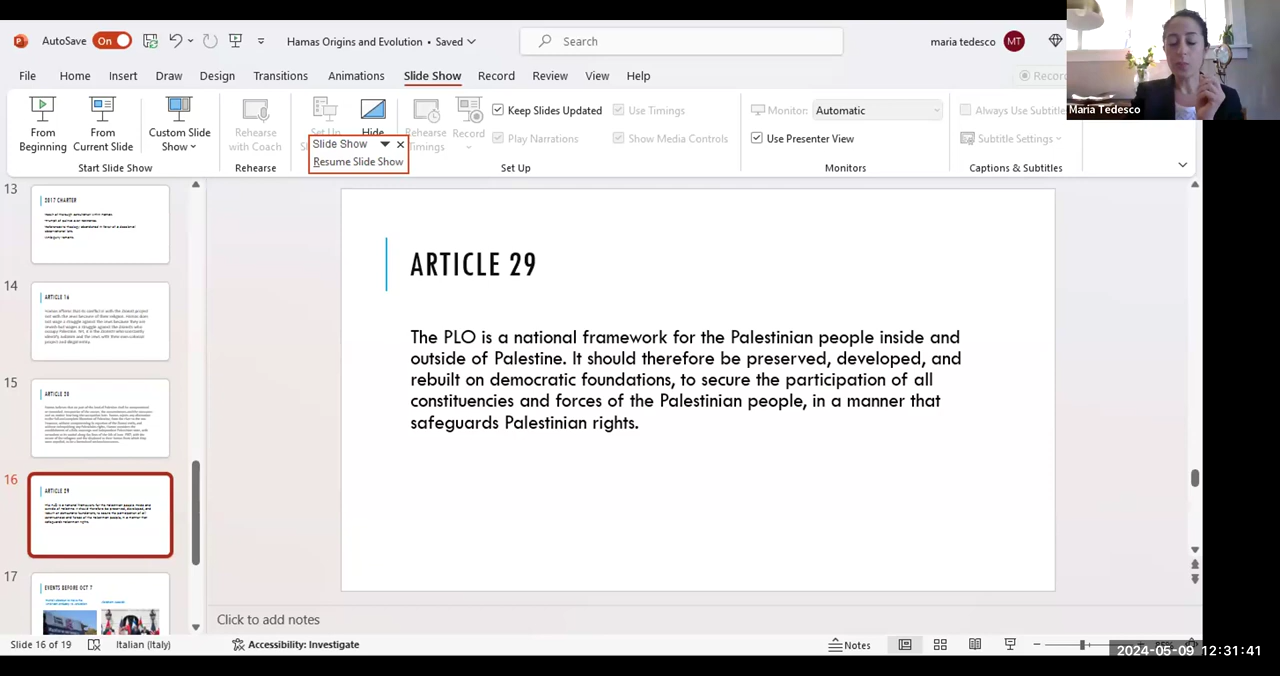 AutoSave On Hamas Origins and Evolution • Saved Search maria tedesco MT
File Home Insert Draw Design Transitions Animations Slide Show Record Review View Help Record
From Beginning
From Current Slide
Custom Slide Show
Start Slide Show
Rehearse with Coach
Rehearse
Set Up
Hide
Slide Show
Resume Slide Show
Rehearse Timings
Record
Keep Slides Updated
Play Narrations
Use Timings
Show Media Controls
Set Up
Monitor: Automatic
Use Presenter View
Monitors
Always Use Subtitle
Subtitle Settings
Captions & Subtitles
Maria Tedesco
13
2017 CHARTER
14
ARTICLE 16
15
ARTICLE 20
16
ARTICLE 29
17
EVENTS BEFORE OCT 7
ARTICLE 29
The PLO is a national framework for the Palestinian people inside and
outside of Palestine. It should therefore be preserved, developed, and
rebuilt on democratic foundations, to secure the participation of all
constituencies and forces of the Palestinian people, in a manner that
safeguards Palestinian rights.
Click to add notes
Slide 16 of 19 Italian (Italy) Accessibility: Investigate Notes
2024-05-09 12:31:41